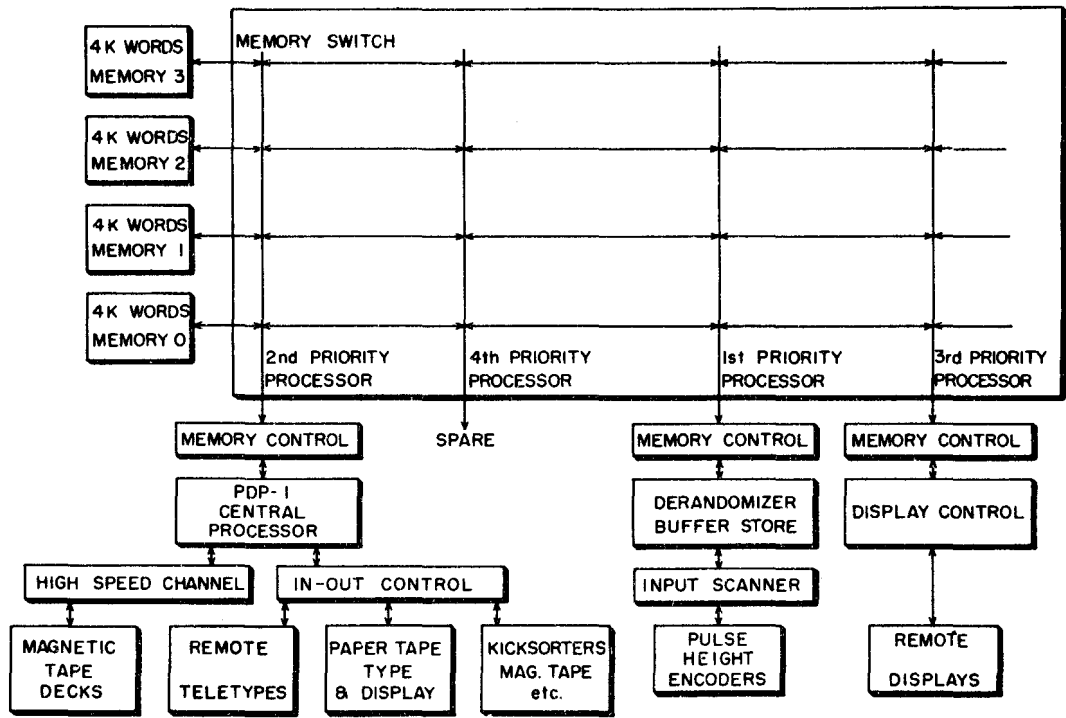 MEMORY SWITCH
4K WORDS
MEMORY 3
4K WORDS
MEMORY 2
4K WORDS
MEMORY 1
4K WORDS
MEMORY 0
2nd PRIORITY
PROCESSOR
4th PRIORITY
PROCESSOR
1st PRIORITY
PROCESSOR
3rd PRIORITY
PROCESSOR
MEMORY CONTROL
SPARE
MEMORY CONTROL
MEMORY CONTROL
PDP-1
CENTRAL
PROCESSOR
DERANDOMIZER
BUFFER STORE
DISPLAY CONTROL
HIGH SPEED CHANNEL
IN-OUT CONTROL
INPUT SCANNER
MAGNETIC
TAPE
DECKS
REMOTE
TELETYPES
PAPER TAPE
TYPE
& DISPLAY
KICKSORTERS
MAG. TAPE
etc.
PULSE
HEIGHT
ENCODERS
REMOTE
DISPLAYS